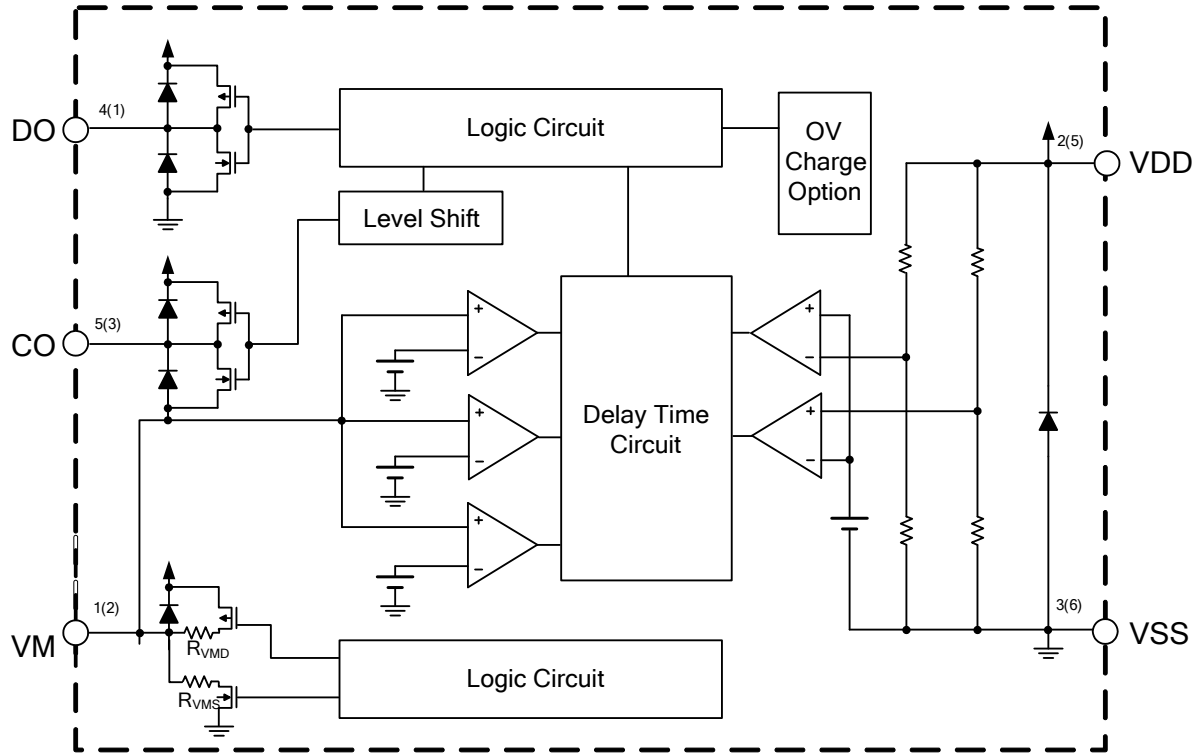 4(1)
DO
Logic Circuit
OV
Charge
Option
2(5)
VDD
Level Shift
5(3)
CO
+
−
+
−
Delay Time
Circuit
+
−
+
−
+
−
1(2)
VM
RVMD
RVMS
Logic Circuit
3(6)
VSS